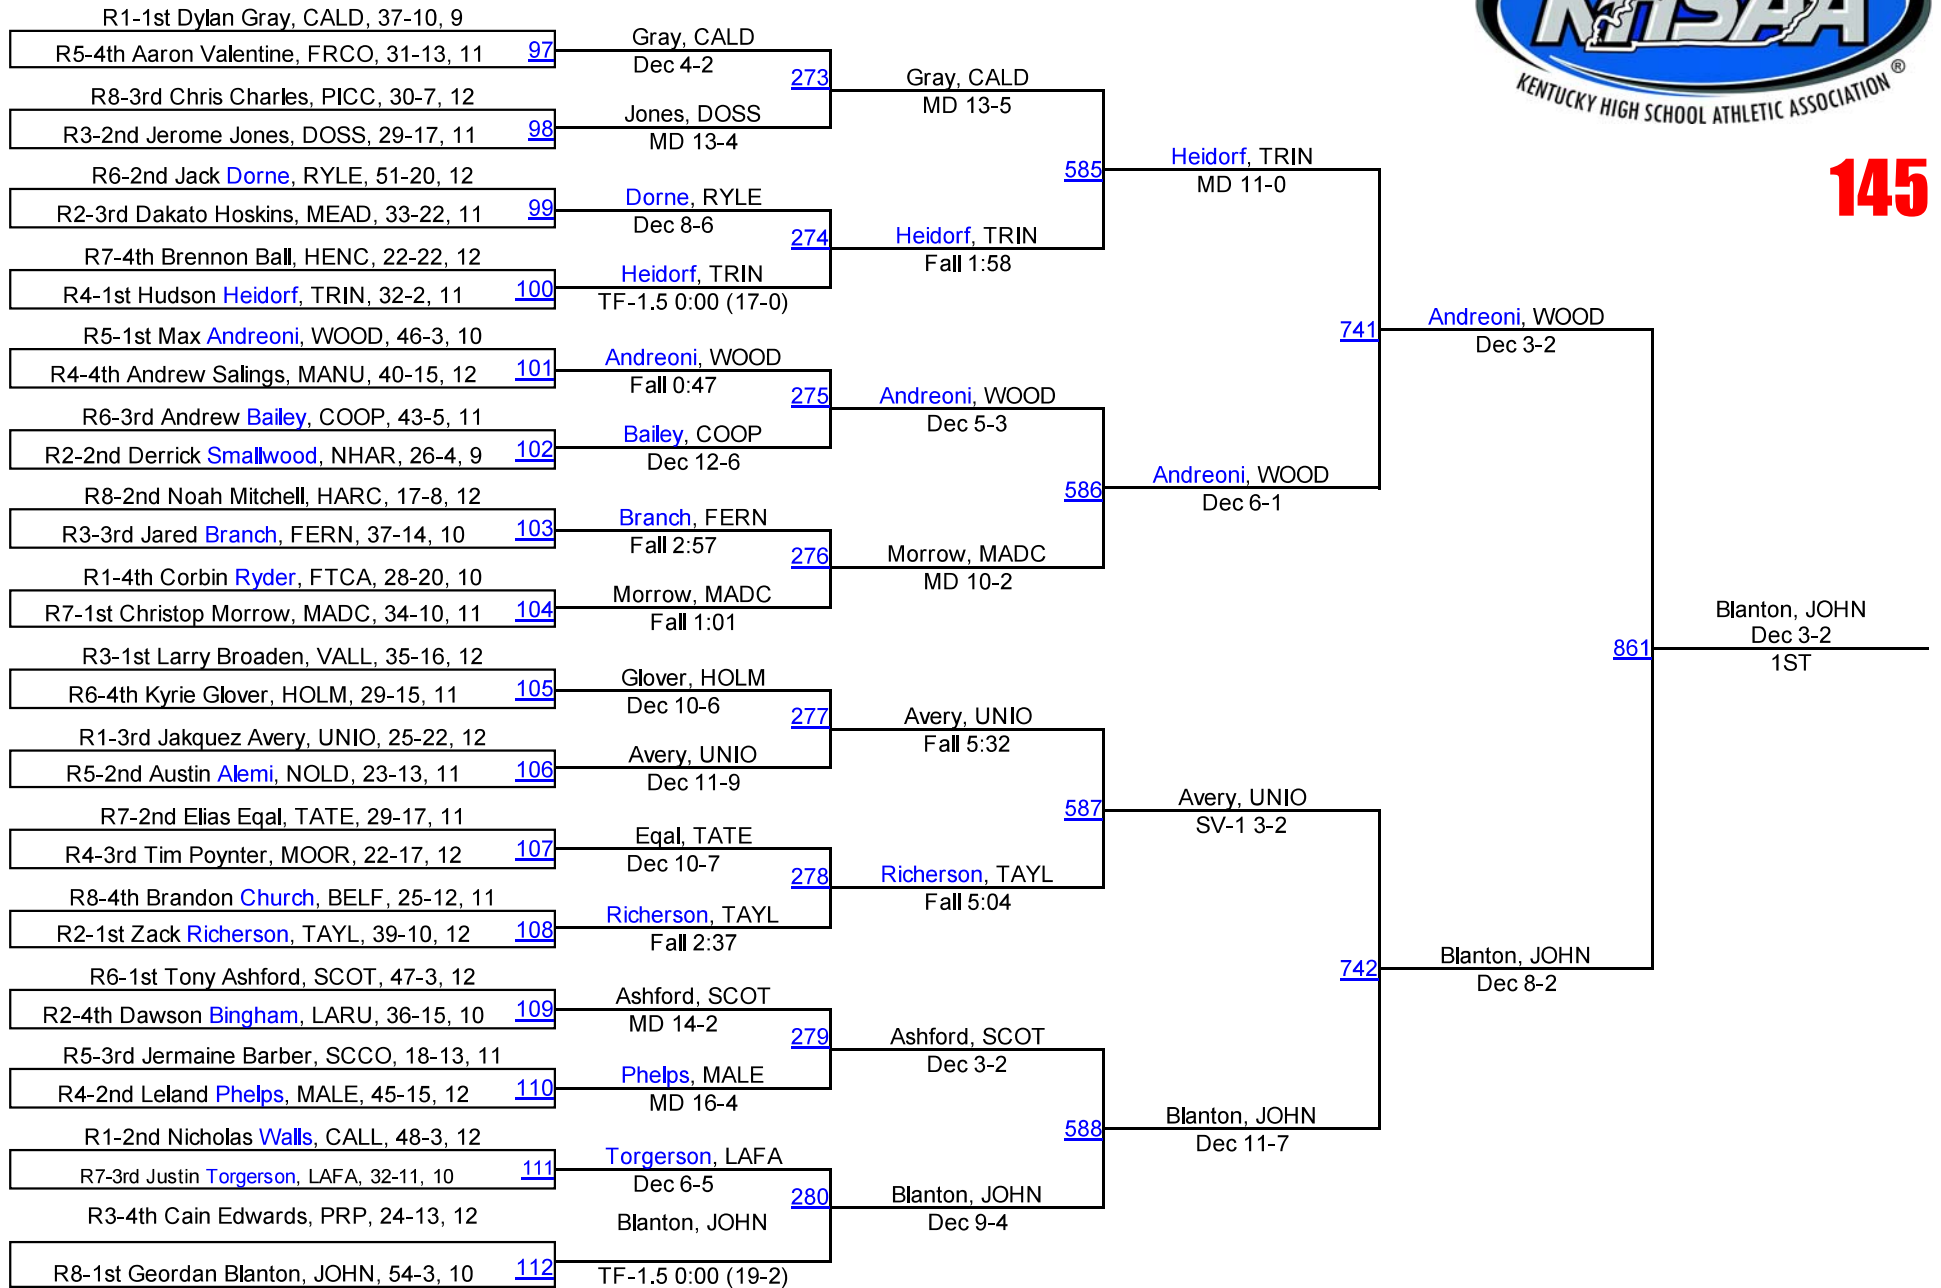 R1-1st Dylan Gray, CALD, 37-10, 9
R5-4th Aaron Valentine, FRCO, 31-13, 11
97
R8-3rd Chris Charles, PICC, 30-7, 12
R3-2nd Jerome Jones, DOSS, 29-17, 11
98
R6-2nd Jack Dorne, RYLE, 51-20, 12
R2-3rd Dakato Hoskins, MEAD, 33-22, 11
99
R7-4th Brennon Ball, HENC, 22-22, 12
R4-1st Hudson Heidorf, TRIN, 32-2, 11
100
R5-1st Max Andreoni, WOOD, 46-3, 10
R4-4th Andrew Salings, MANU, 40-15, 12
101
R6-3rd Andrew Bailey, COOP, 43-5, 11
R2-2nd Derrick Smallwood, NHAR, 26-4, 9
102
R8-2nd Noah Mitchell, HARC, 17-8, 12
R3-3rd Jared Branch, FERN, 37-14, 10
103
R1-4th Corbin Ryder, FTCA, 28-20, 10
R7-1st Christop Morrow, MADC, 34-10, 11
104
R3-1st Larry Broaden, VALL, 35-16, 12
R6-4th Kyrie Glover, HOLM, 29-15, 11
105
R1-3rd Jakquez Avery, UNIO, 25-22, 12
R5-2nd Austin Alemi, NOLD, 23-13, 11
106
R7-2nd Elias Eqal, TATE, 29-17, 11
R4-3rd Tim Poynter, MOOR, 22-17, 12
107
R8-4th Brandon Church, BELF, 25-12, 11
R2-1st Zack Richerson, TAYL, 39-10, 12
108
R6-1st Tony Ashford, SCOT, 47-3, 12
R2-4th Dawson Bingham, LARU, 36-15, 10
109
R5-3rd Jermaine Barber, SCCO, 18-13, 11
R4-2nd Leland Phelps, MALE, 45-15, 12
110
R1-2nd Nicholas Walls, CALL, 48-3, 12
R7-3rd Justin Torgerson, LAFA, 32-11, 10
111
R3-4th Cain Edwards, PRP, 24-13, 12
R8-1st Geordan Blanton, JOHN, 54-3, 10
112
Gray, CALD
Dec 4-2
273
Jones, DOSS
MD 13-4
Dorne, RYLE
Dec 8-6
274
Heidorf, TRIN
TF-1.5 0:00 (17-0)
Andreoni, WOOD
Fall 0:47
275
Bailey, COOP
Dec 12-6
Branch, FERN
Fall 2:57
276
Morrow, MADC
Fall 1:01
Glover, HOLM
Dec 10-6
277
Avery, UNIO
Dec 11-9
Eqal, TATE
Dec 10-7
278
Richerson, TAYL
Fall 2:37
Ashford, SCOT
MD 14-2
279
Phelps, MALE
MD 16-4
Torgerson, LAFA
Dec 6-5
280
Blanton, JOHN
TF-1.5 0:00 (19-2)
Gray, CALD
MD 13-5
585
Heidorf, TRIN
Fall 1:58
Andreoni, WOOD
Dec 5-3
586
Morrow, MADC
MD 10-2
Avery, UNIO
Fall 5:32
587
Richerson, TAYL
Fall 5:04
Ashford, SCOT
Dec 3-2
588
Blanton, JOHN
Dec 9-4
Heidorf, TRIN
MD 11-0
741
Andreoni, WOOD
Dec 6-1
Avery, UNIO
SV-1 3-2
742
Blanton, JOHN
Dec 11-7
Andreoni, WOOD
Dec 3-2
861
Blanton, JOHN
Dec 8-2
Blanton, JOHN
Dec 3-2
1ST
KHSAA
KENTUCKY HIGH SCHOOL ATHLETIC ASSOCIATION ®
145